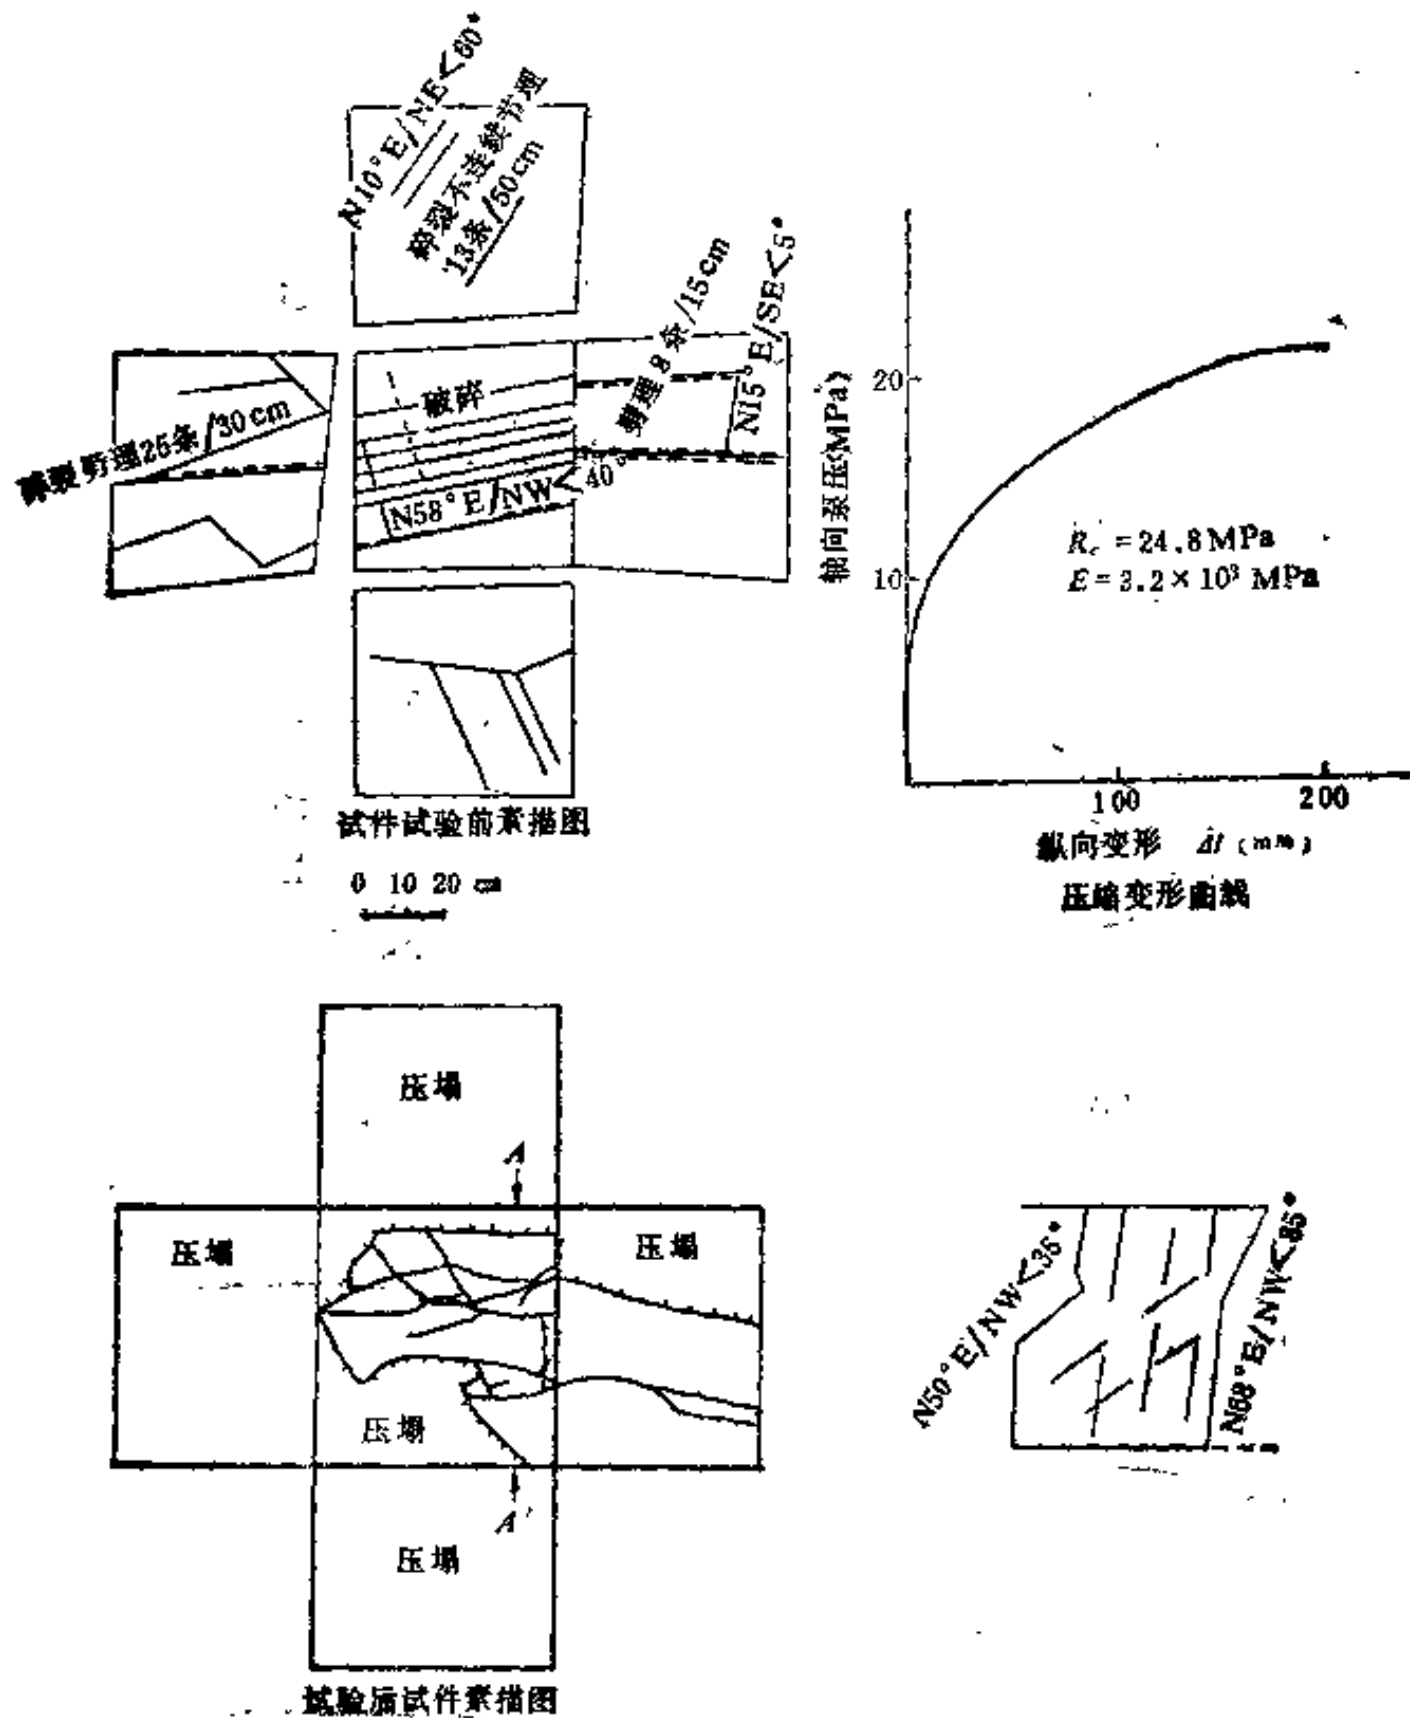 N10°E/NE<60°
碎裂不连续节理
13条/50cm
劈理8条/15cm
N15°E/SE<5°
破碎
碎裂劈理25条/30cm
N58°E/NW<40°
试件试验前素描图
0 10 20 cm
轴向泵压(MPa)
20
10
R_c=24.8MPa
E=3.2×10³ MPa
100
200
纵向变形 Δl (mm)
压缩变形曲线
压塌
A
压塌
压塌
压塌
A'
压塌
试验后试件素描图
N50°E/NW<36°
N68°E/NW<85°